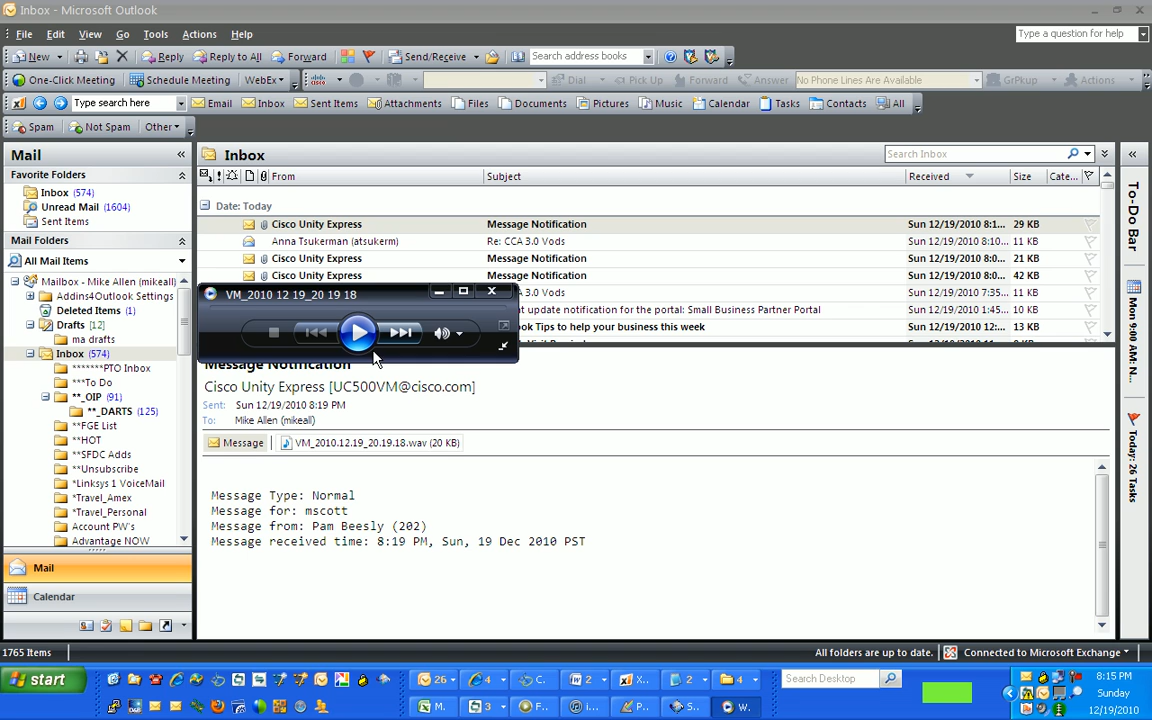 Inbox - Microsoft Outlook
File Edit View Go Tools Actions Help
Type a question for help
New Reply Reply to All Forward Send/Receive Search address books
One-Click Meeting Schedule Meeting WebEx Dial Pick Up Forward Answer No Phone Lines Are Available GrPkup Actions
Type search here Email Inbox Sent Items Attachments Files Documents Pictures Music Calendar Tasks Contacts All
Spam Not Spam Other
Mail
Favorite Folders
Inbox (574)
Unread Mail (1604)
Sent Items
Mail Folders
All Mail Items
Mailbox - Mike Allen (mikeall)
Addins4Outlook Settings
Deleted Items (1)
Drafts [12]
ma drafts
Inbox (574)
*******PTO Inbox
***To Do
**_OIP (91)
**_DARTS (125)
**FGE List
**HOT
**SFDC Adds
**Unsubscribe
*Linksys 1 VoiceMail
*Travel_Amex
*Travel_Personal
Account PW's
Advantage NOW
Mail
Calendar
Inbox
Search Inbox
From Subject Received Size Cate...
Date: Today
Cisco Unity Express Message Notification Sun 12/19/2010 8:1... 29 KB
Anna Tsukerman (atsukerm) Re: CCA 3.0 Vods Sun 12/19/2010 8:10... 11 KB
Cisco Unity Express Message Notification Sun 12/19/2010 8:0... 21 KB
Cisco Unity Express Message Notification Sun 12/19/2010 8:0... 42 KB
A 3.0 Vods Sun 12/19/2010 7:35... 11 KB
at update notification for the portal: Small Business Partner Portal Sun 12/19/2010 1:45... 10 KB
ok Tips to help your business this week Sun 12/19/2010 12:... 13 KB
VM_2010 12 19_20 19 18
Message Notification
Cisco Unity Express [UC500VM@cisco.com]
Sent: Sun 12/19/2010 8:19 PM
To: Mike Allen (mikeall)
Message VM_2010.12.19_20.19.18.wav (20 KB)
Message Type: Normal
Message for: mscott
Message from: Pam Beesly (202)
Message received time: 8:19 PM, Sun, 19 Dec 2010 PST
To-Do Bar
Mon 9:00 AM: N...
Today: 26 Tasks
1765 Items
All folders are up to date. Connected to Microsoft Exchange
start
26 4 C. 2 X... 2 4
Search Desktop
M. 3 F... i... P... S.. W.
8:15 PM
Sunday
12/19/2010